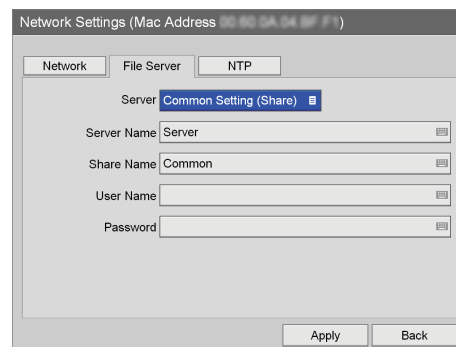 Network Settings (Mac Address )
Network File Server NTP
Server Common Setting (Share)
Server Name Server
Share Name Common
User Name
Password
Apply Back